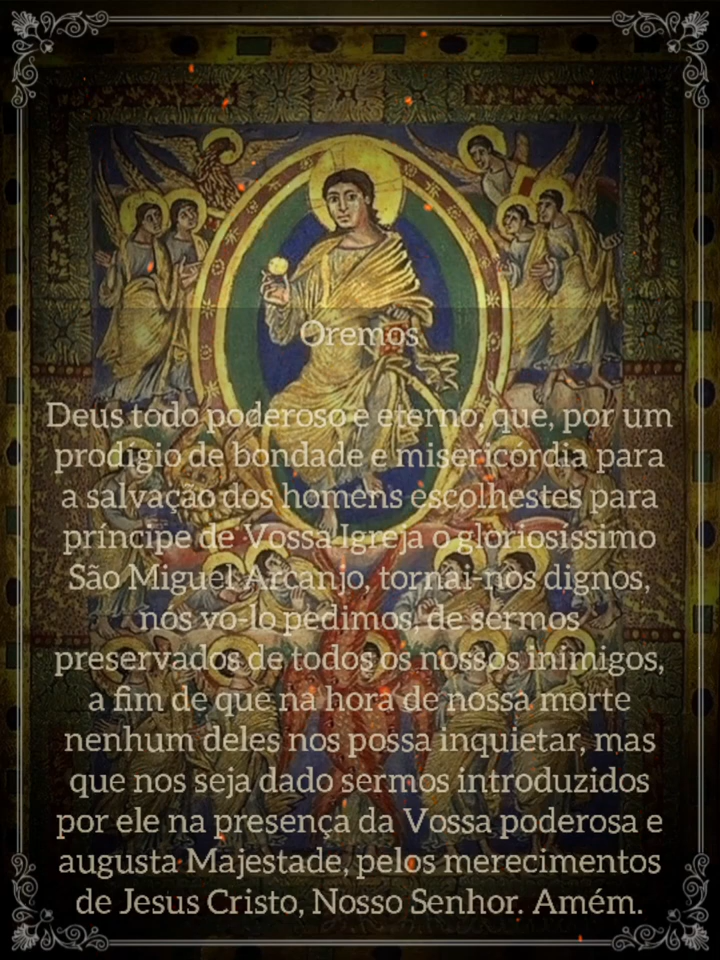 Oremos
Deus todo poderoso e eterno, que, por um
prodígio de bondade e misericordia para
a salvação dos homens escolhestes para
príncipe de Vossa Igreja o gloriosíssimo
São Miguel Arcanjo, tornai-nos dignos,
nós vo-lo pedimos, de sermos
preservados de todos os nossos inimigos,
a fim de que na hora de nossa morte
nenhum deles nos possa inquietar, mas
que nos seja dado sermos introduzidos
por ele na presença da Vossa poderosa e
augusta Majestade, pelos merecimentos
de Jesus Cristo, Nosso Senhor. Amém.